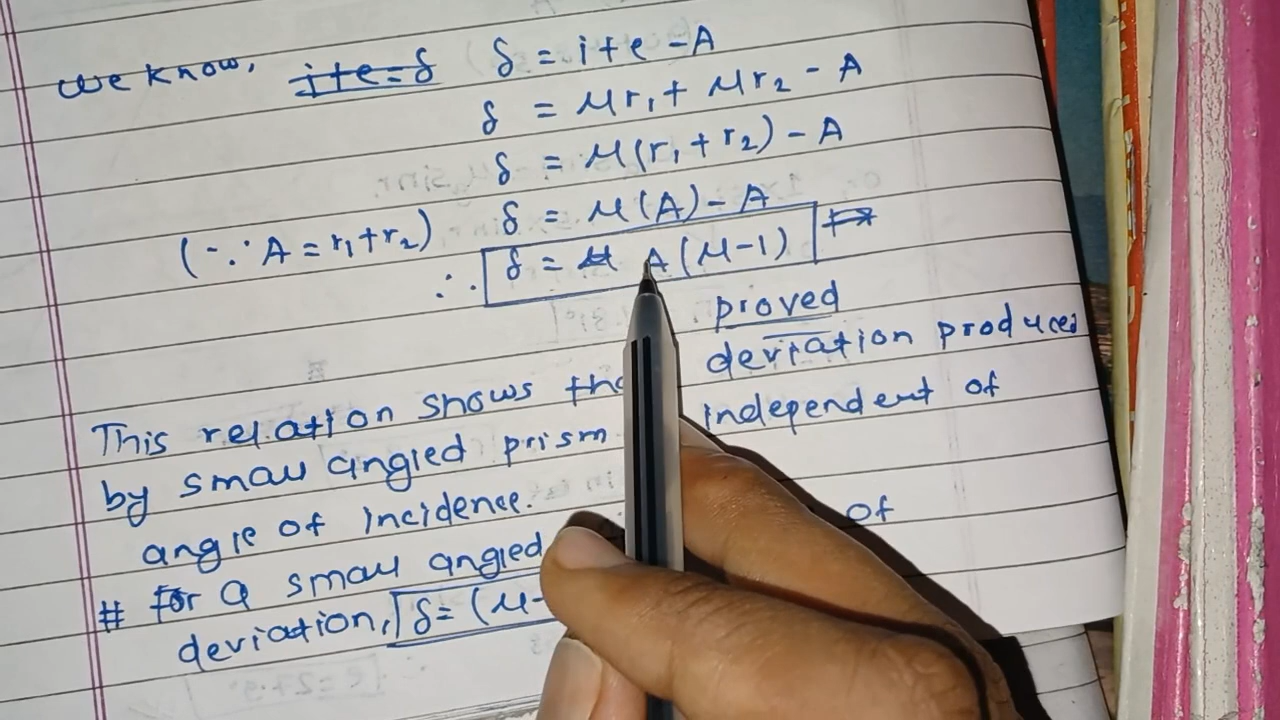 we know, i+e=δ δ = i+e-A
δ = μr₁+ μr₂ - A
δ = μ(r₁+r₂) - A
(∵ A = r₁+r₂) δ = μ(A) - A
∴ δ = A(μ-1)
proved
This relation shows tha deviation produced
by small angled prism independent of
angle of incidence.
# for a small angled of
deviation, δ = (μ-